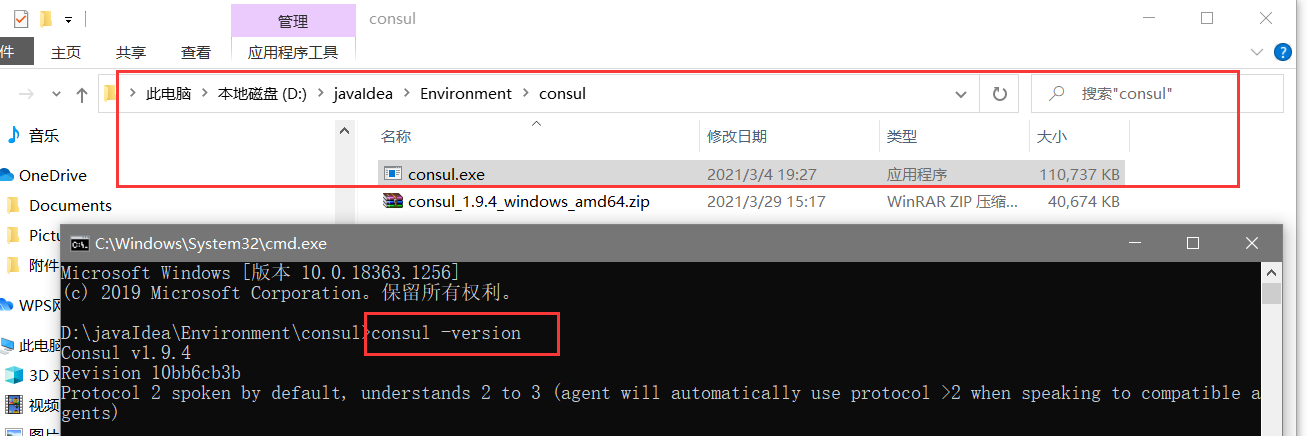 管理
consul
件 主页 共享 查看 应用程序工具
此电脑 本地磁盘 (D:) javaIdea Environment consul
搜索"consul"
音乐
OneDrive
Documents
附件
此电脑
3D
视频
图片
名称 修改日期 类型 大小
consul.exe 2021/3/4 19:27 应用程序 110,737 KB
consul_1.9.4_windows_amd64.zip 2021/3/29 15:17 WinRAR ZIP 压缩... 40,674 KB
C:\Windows\System32\cmd.exe
Microsoft Windows [版本 10.0.18363.1256]
(c) 2019 Microsoft Corporation。保留所有权利。
D:\javaIdea\Environment\consul>consul -version
Consul v1.9.4
Revision 10bb6cb3b
Protocol 2 spoken by default, understands 2 to 3 (agent will automatically use protocol >2 when speaking to compatible a
gents)